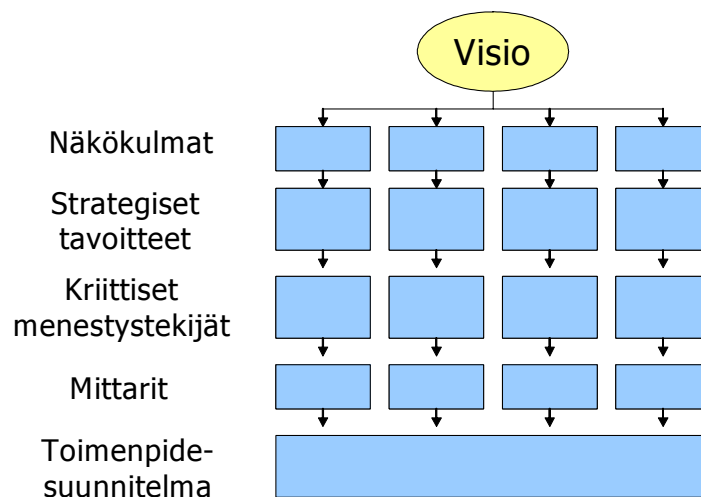 Visio
Näkökulmat
Strategiset
tavoitteet
Kriittiset
menestystekijät
Mittarit
Toimenpide-
suunnitelma